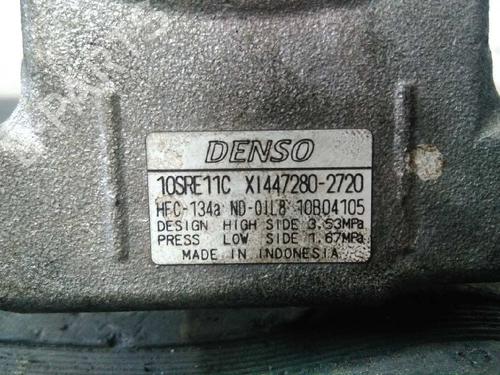 DENSO
10SRE11C XI447280-2720
HFC-134a ND-OIL8 10B04105
DESIGN HIGH SIDE 3.53MPa
PRESS LOW SIDE 1.67MPa
MADE IN INDONESIA